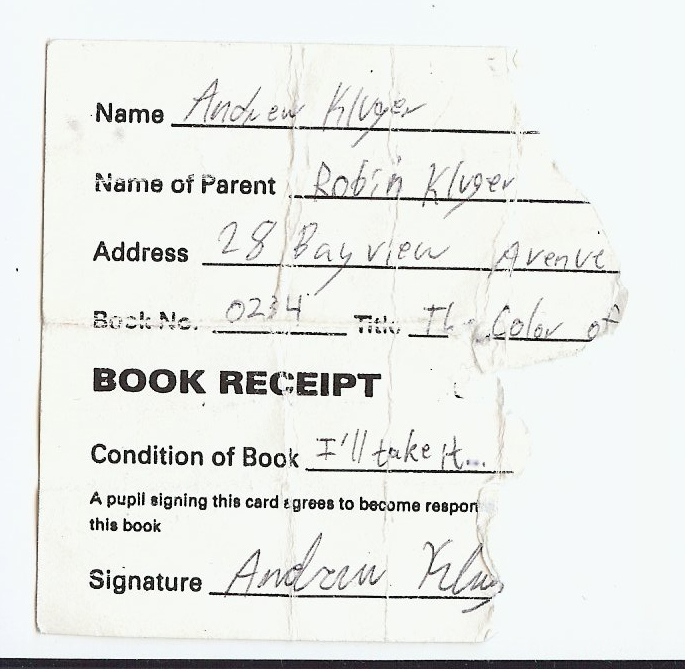 Name Andrew Kluger
Name of Parent Robin Kluger
Address 28 Bayview Avenue
Book No. 0234 Title The Color of
BOOK RECEIPT
Condition of Book I'll take it...
A pupil signing this card agrees to become respon
this book
Signature Andrew Klug